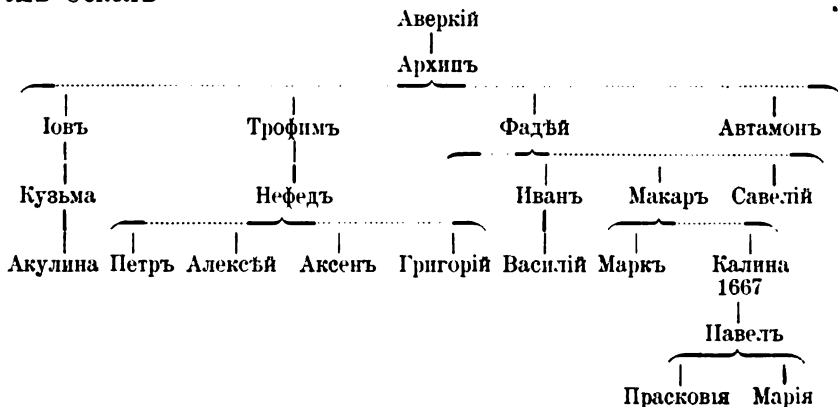 Аверкій
Архипъ
Іовъ Трофимъ Фадѣй Автамонъ
Кузьма Нефедъ Иванъ Макаръ Савелій
Акулина Петръ Алексѣй Аксенъ Григорій Василій Маркъ Калина
1667
Павелъ
Прасковія Марія